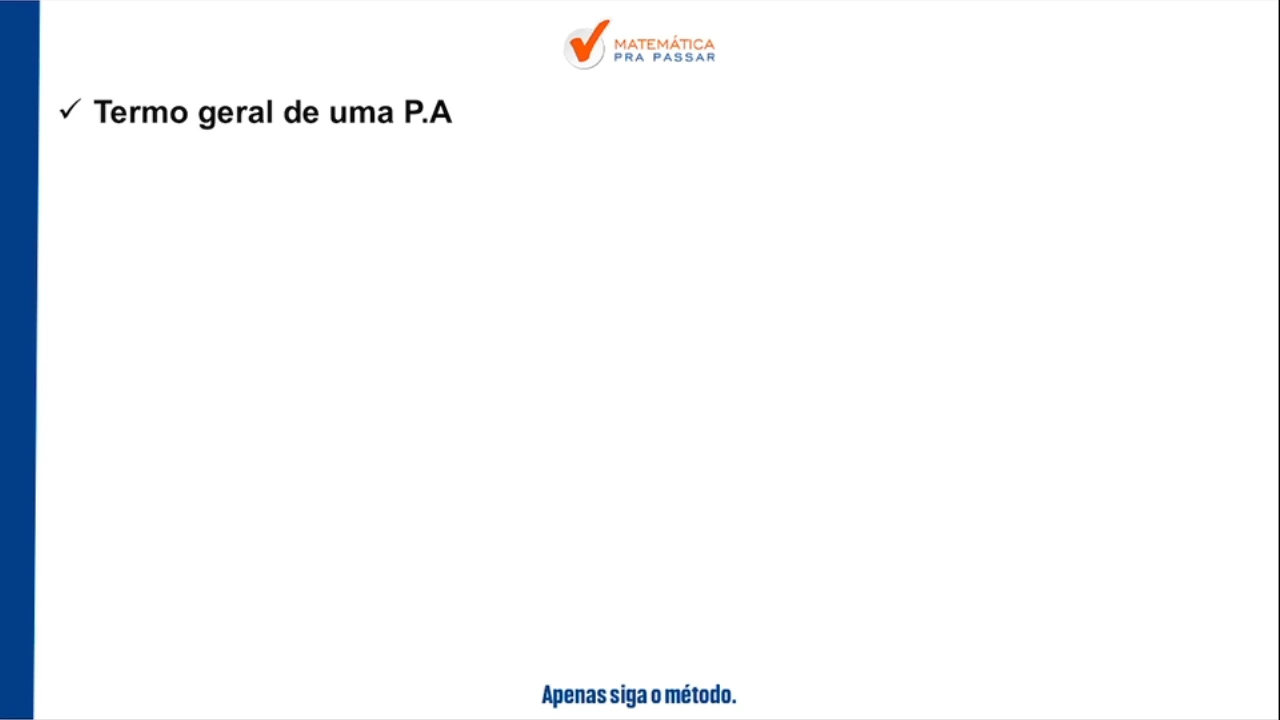 MATEMÁTICA
PRA PASSAR
✓ Termo geral de uma P.A
Apenas siga o método.